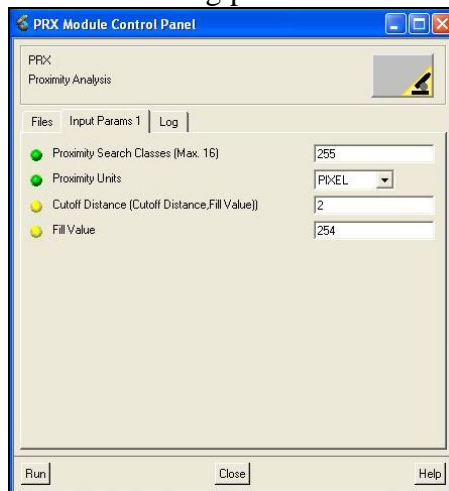 PRX Module Control Panel
PRX
Proximity Analysis
Files Input Params 1 Log
Proximity Search Classes (Max. 16) 255
Proximity Units PIXEL
Cutoff Distance (Cutoff Distance,Fill Value)) 2
Fill Value 254
Run Close Help